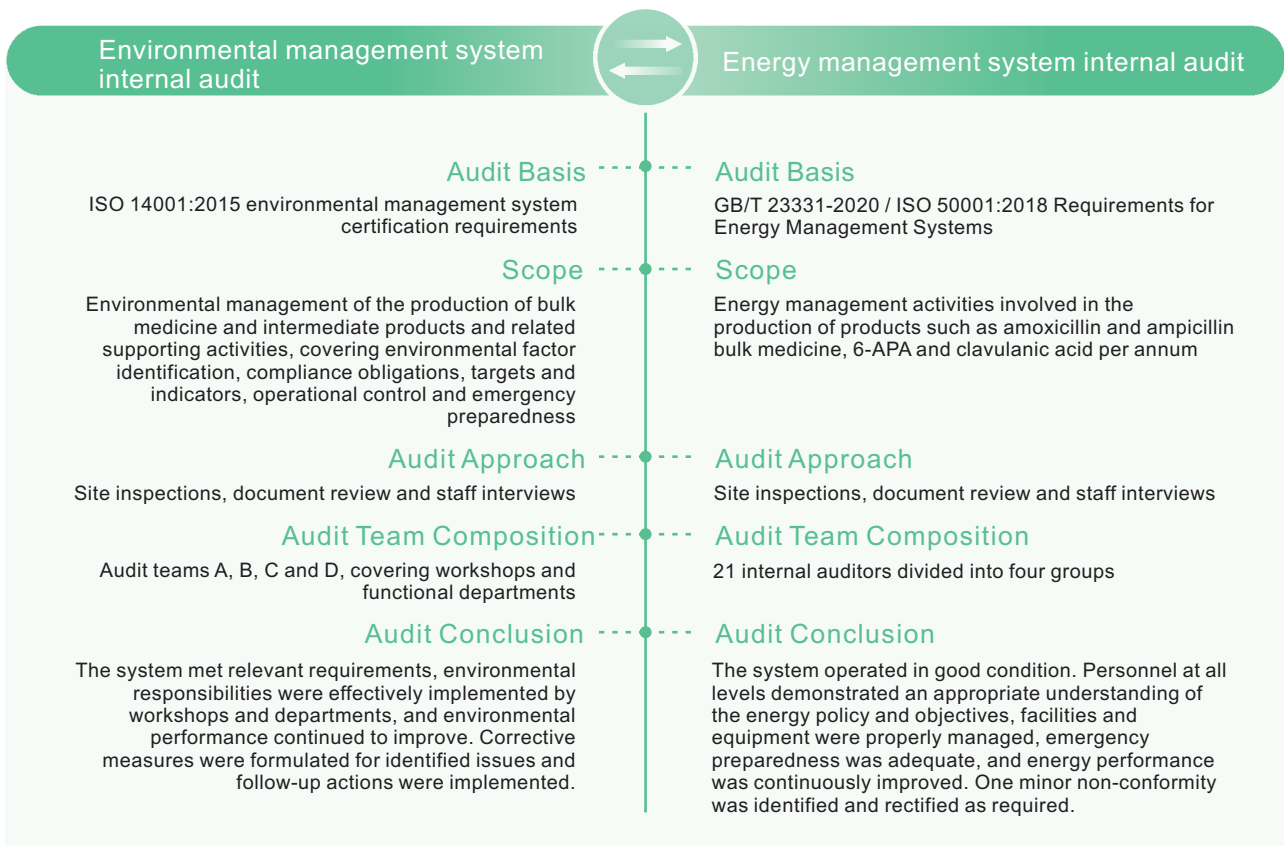 Environmental management system
internal audit
Energy management system internal audit
Audit Basis
ISO 14001:2015 environmental management system
certification requirements
Audit Basis
GB/T 23331-2020 / ISO 50001:2018 Requirements for
Energy Management Systems
Scope
Environmental management of the production of bulk
medicine and intermediate products and related
supporting activities, covering environmental factor
identification, compliance obligations, targets and
indicators, operational control and emergency
preparedness
Scope
Energy management activities involved in the
production of products such as amoxicillin and ampicillin
bulk medicine, 6-APA and clavulanic acid per annum
Audit Approach
Site inspections, document review and staff interviews
Audit Approach
Site inspections, document review and staff interviews
Audit Team Composition
Audit teams A, B, C and D, covering workshops and
functional departments
Audit Team Composition
21 internal auditors divided into four groups
Audit Conclusion
The system met relevant requirements, environmental
responsibilities were effectively implemented by
workshops and departments, and environmental
performance continued to improve. Corrective
measures were formulated for identified issues and
follow-up actions were implemented.
Audit Conclusion
The system operated in good condition. Personnel at all
levels demonstrated an appropriate understanding of
the energy policy and objectives, facilities and
equipment were properly managed, emergency
preparedness was adequate, and energy performance
was continuously improved. One minor non-conformity
was identified and rectified as required.